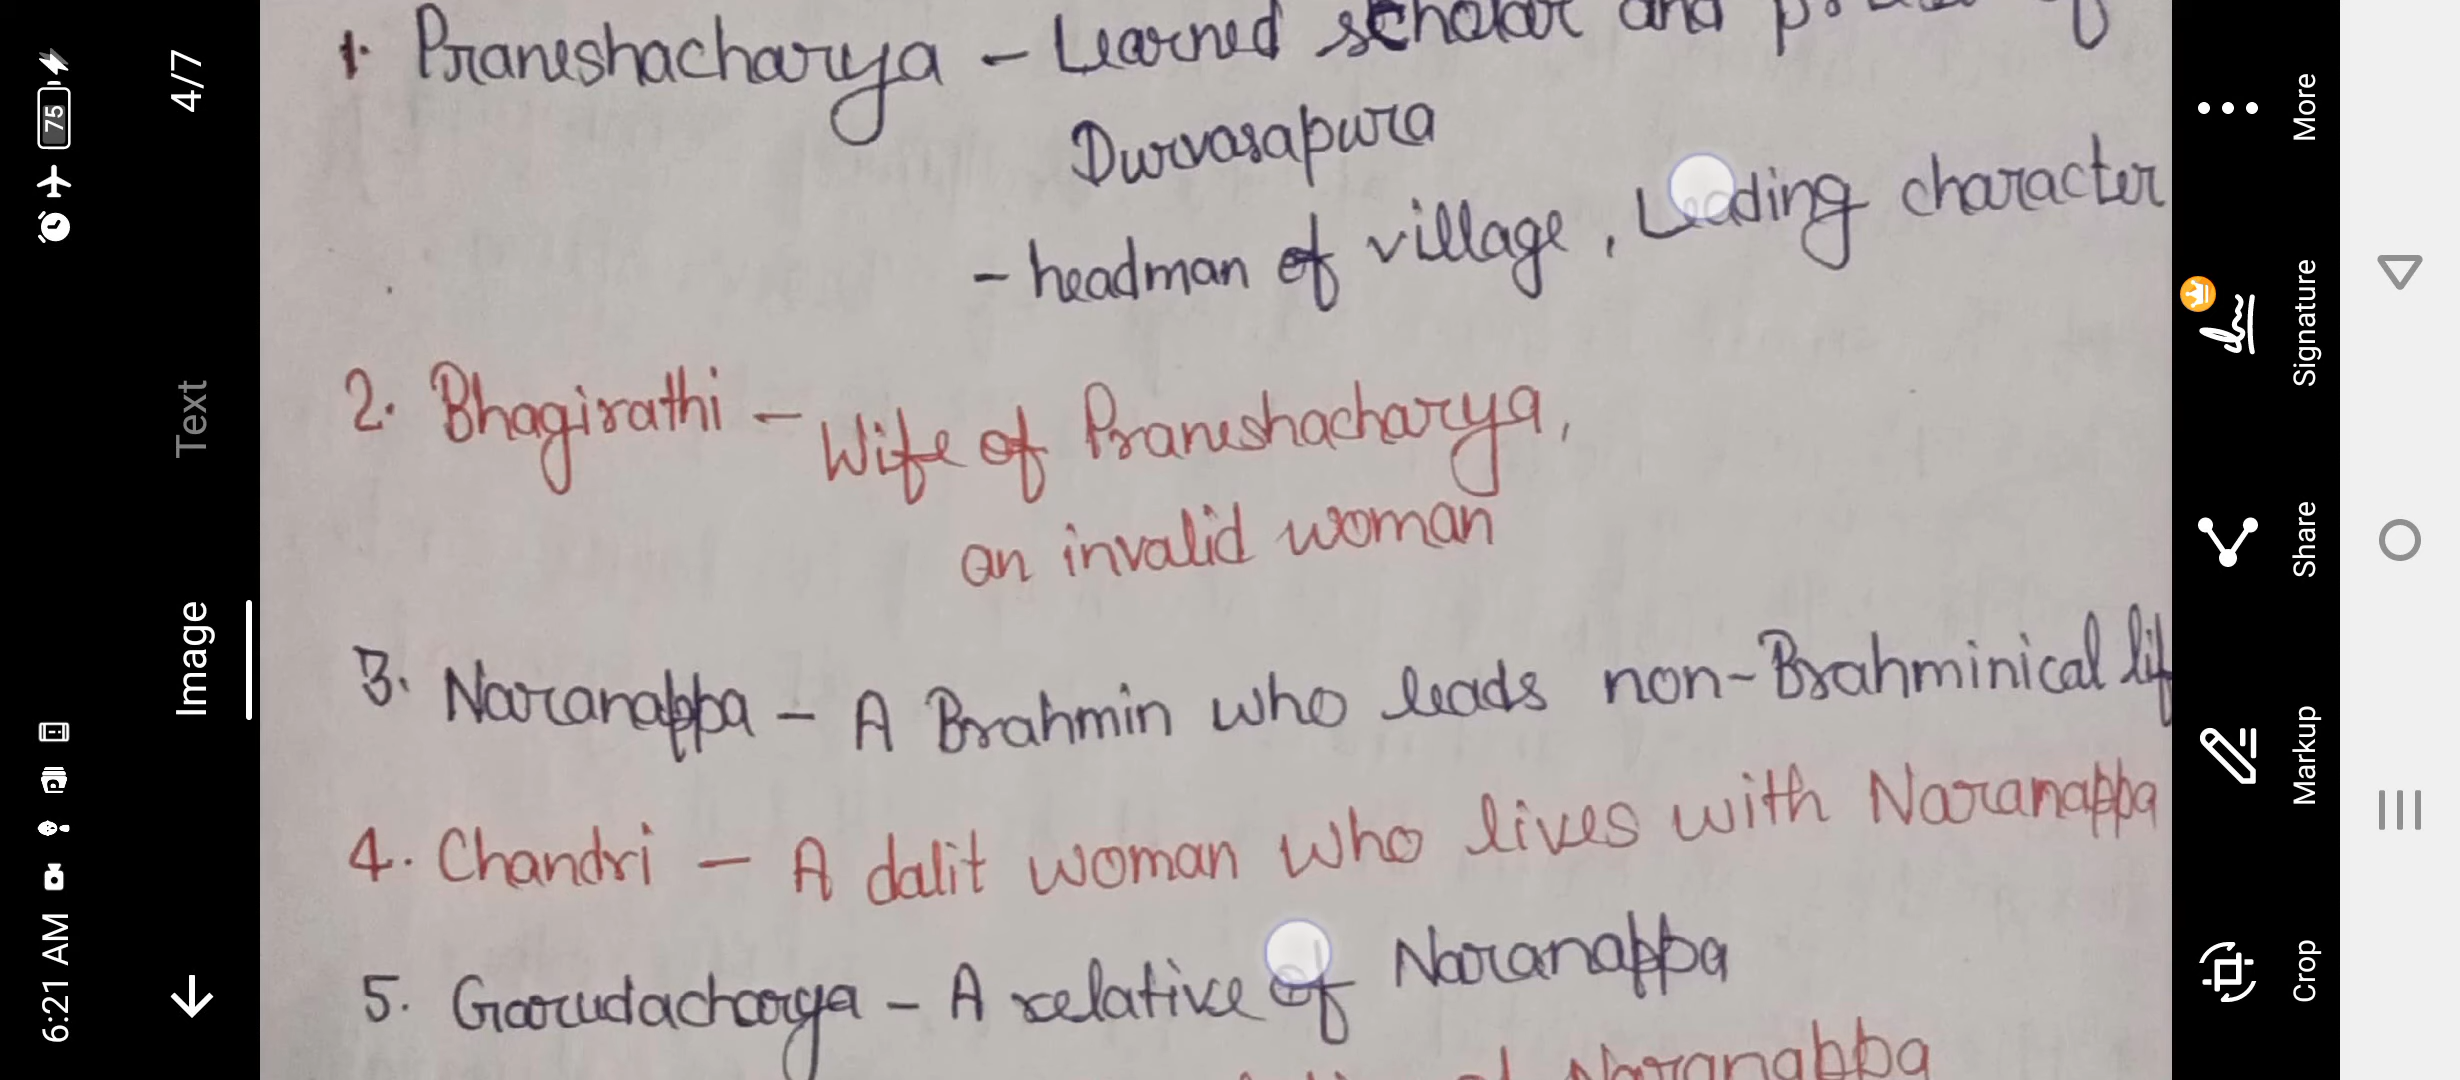 1. Praneshacharya - Learned scholar and
Durvasapura
- headman of village, Leading character
2. Bhagirathi - Wife of Praneshacharya,
an invalid woman
3. Naranappa - A Brahmin who leads non-Brahminical
4. Chandri - A dalit woman who lives with Naranappa
5. Garudacharya - A relative of Naranappa
Naranappa
6:21 AM
75
4/7
Text
Image
More
Signature
Share
Markup
Crop